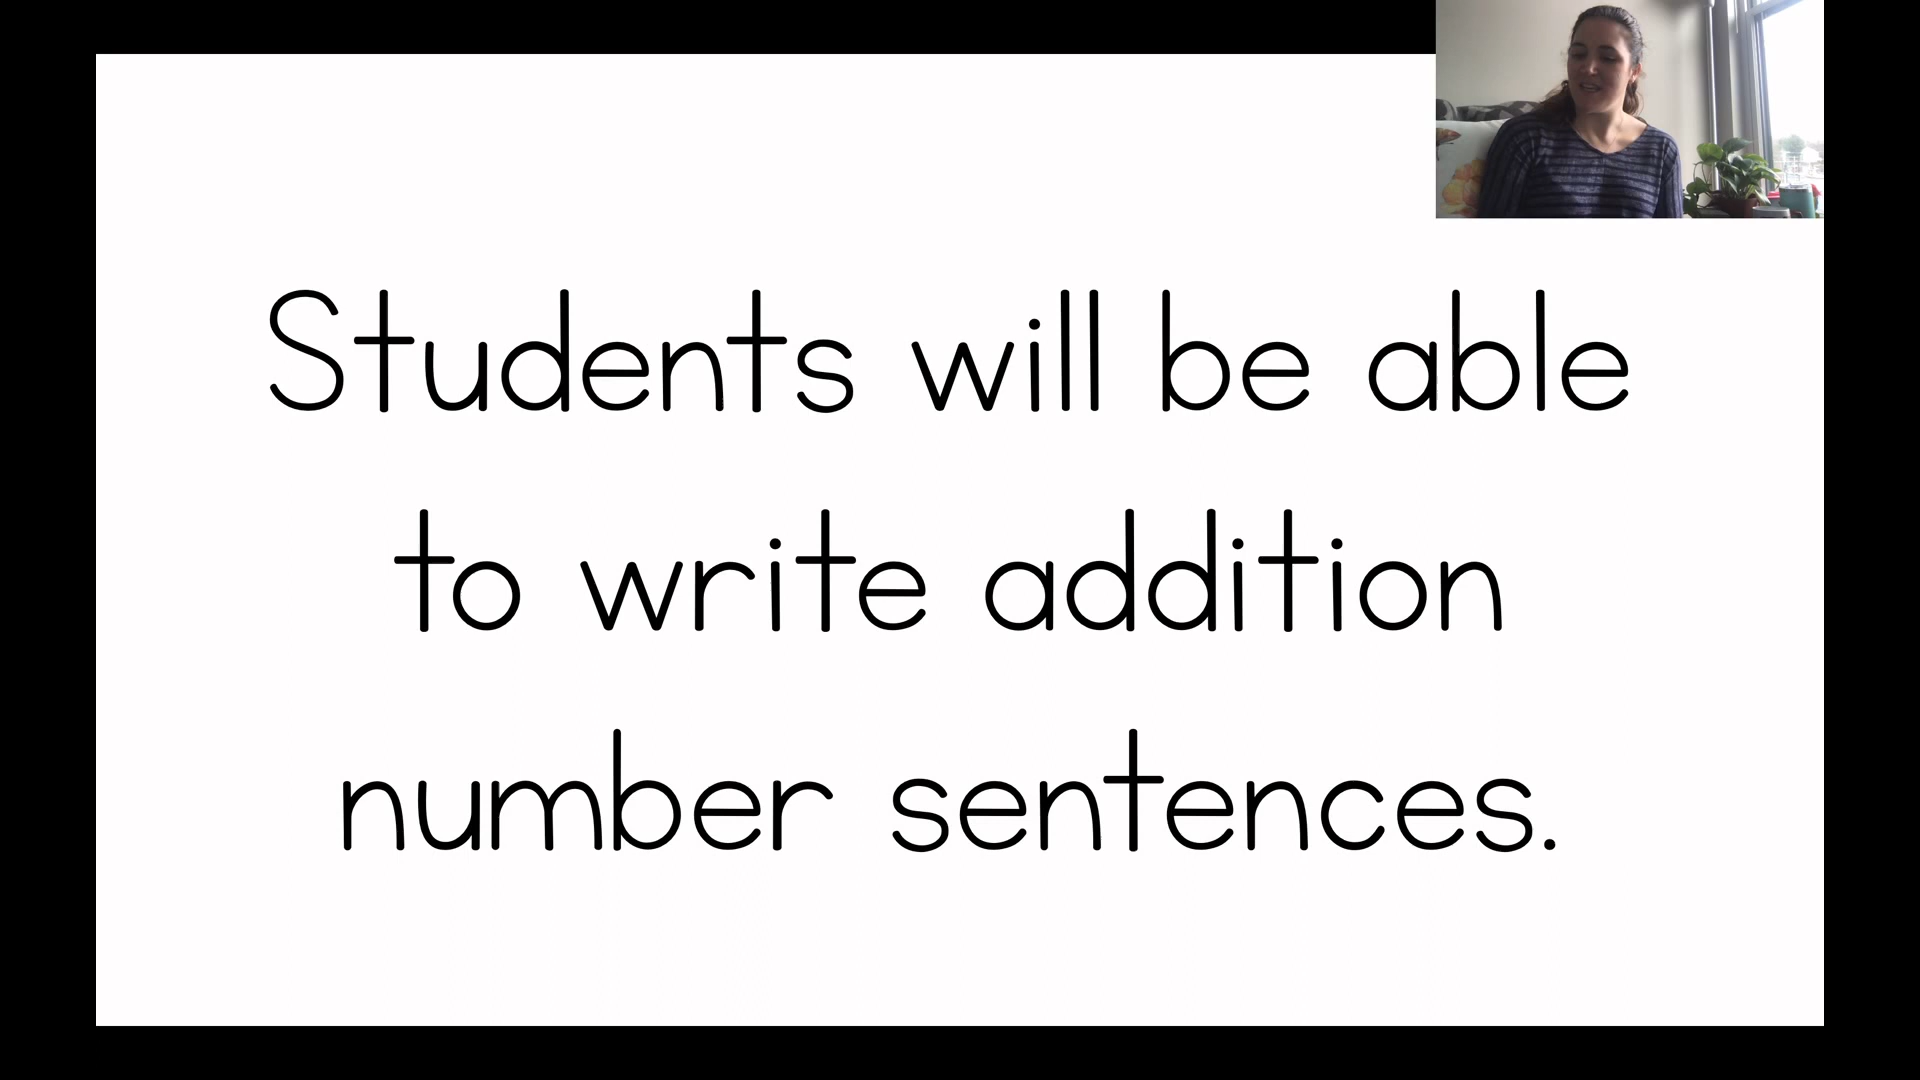 Students will be able
to write addition
number sentences.